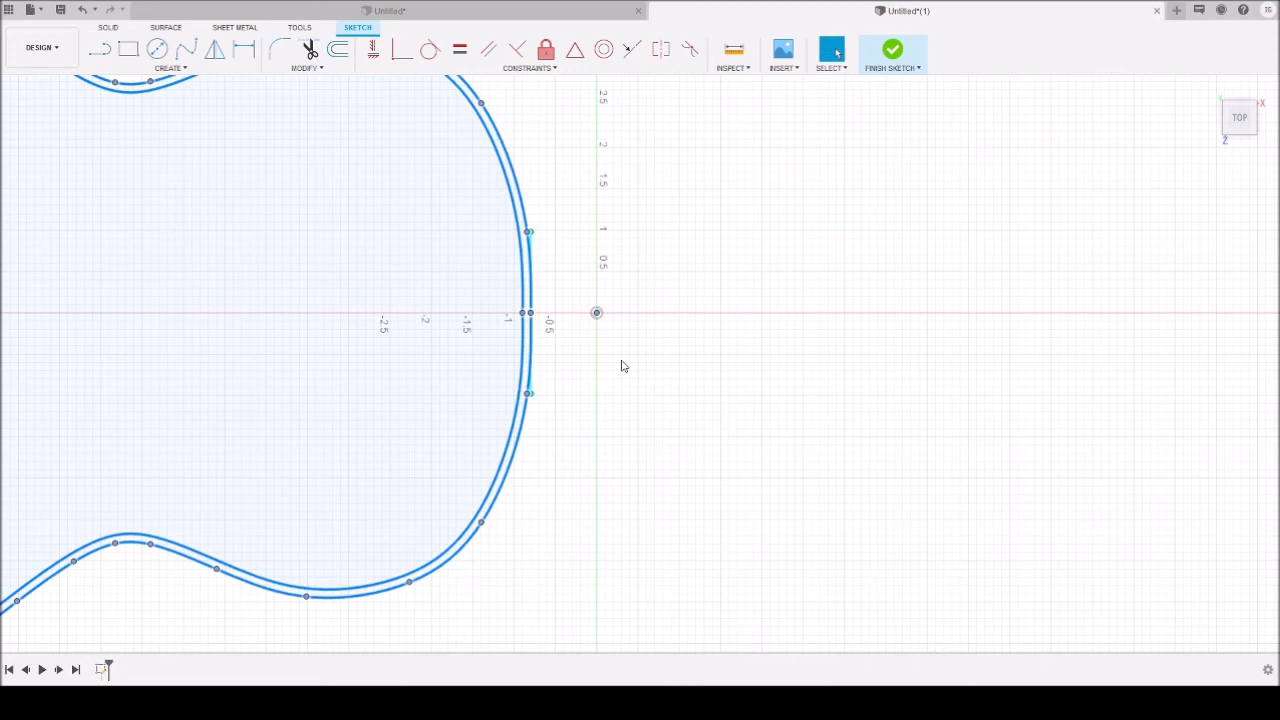 Untitled*
Untitled*(1)
TG
SOLID SURFACE SHEET METAL TOOLS SKETCH
DESIGN ▾
CREATE ▾ MODIFY ▾ CONSTRAINTS ▾ INSPECT ▾ INSERT ▾ SELECT ▾ FINISH SKETCH ▾
2.5
2
1.5
1
0.5
-2.5 -2 -1.5 -1 -0.5
X
TOP
Z